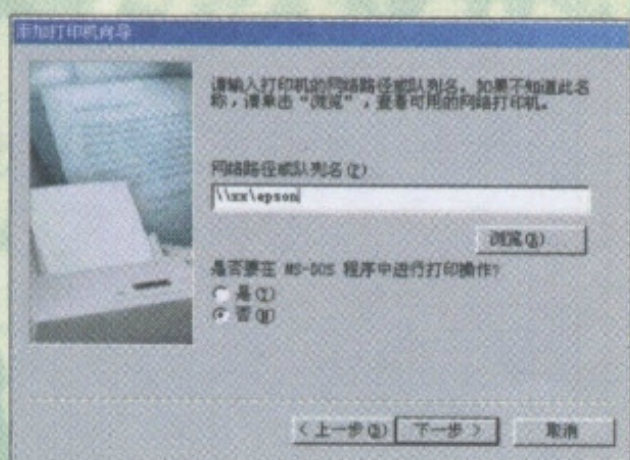 添加打印机向导
请输入打印机的网络路径或队列名。如果不知道此名
称，请单击“浏览”，查看可用的网络打印机。
网络路径或队列名(P)
\\xx\epson
浏览(R)
是否要在 MS-DOS 程序中进行打印操作?
是(Y)
否(N)
< 上一步(B) 下一步 > 取消